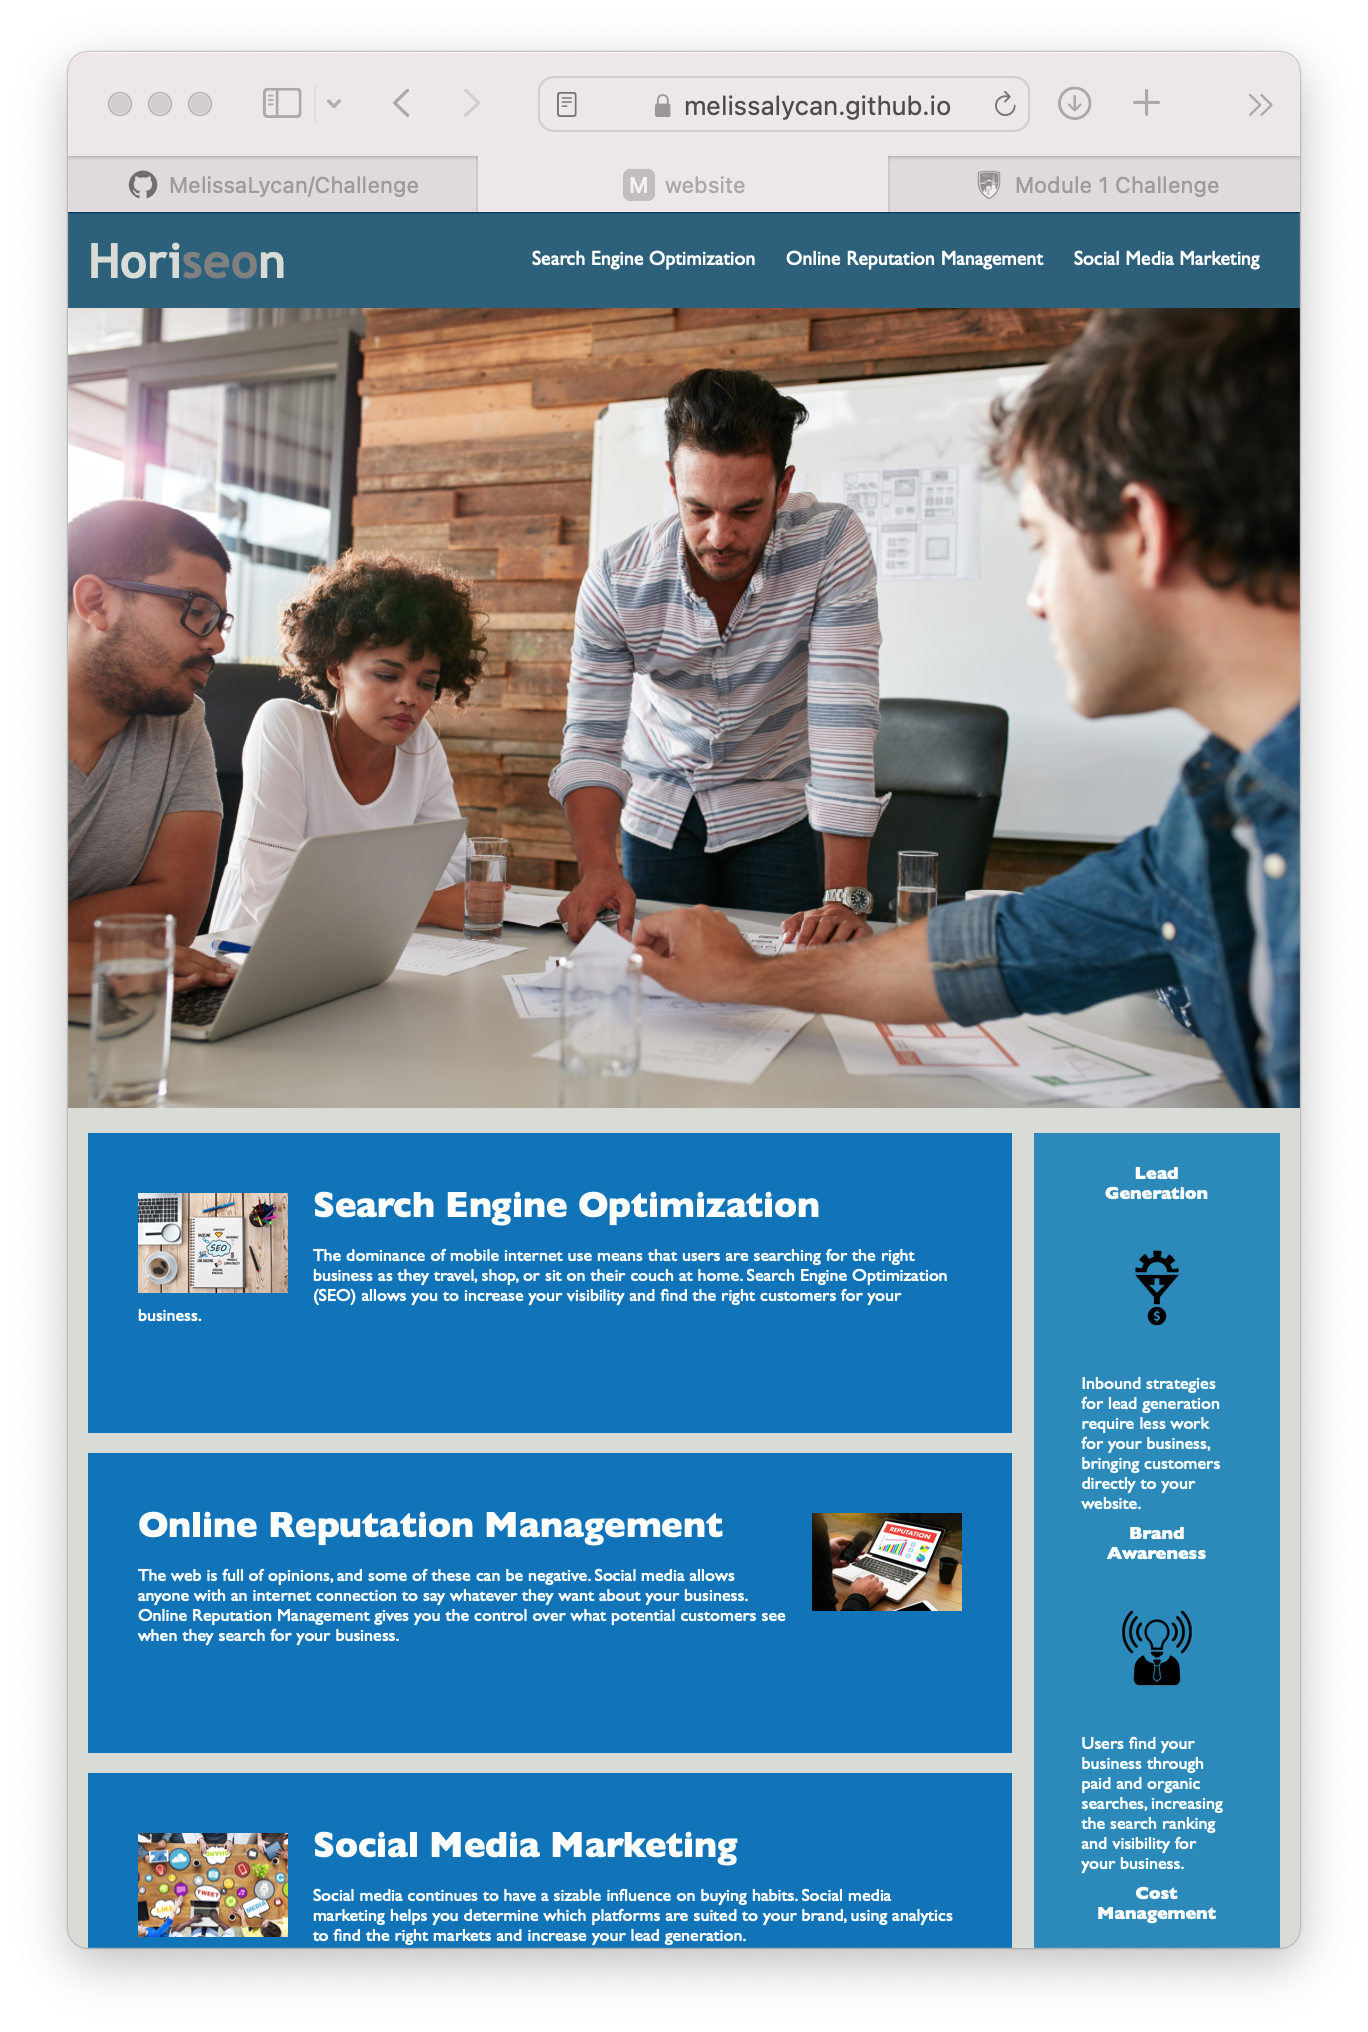 melissalycan.github.io
MelissaLycan/Challenge
M website
Module 1 Challenge
Horiseon
Search Engine Optimization Online Reputation Management Social Media Marketing
Search Engine Optimization
SEO
The dominance of mobile internet use means that users are searching for the right
business as they travel, shop, or sit on their couch at home. Search Engine Optimization
(SEO) allows you to increase your visibility and find the right customers for your
business.
Online Reputation Management
REPUTATION
The web is full of opinions, and some of these can be negative. Social media allows
anyone with an internet connection to say whatever they want about your business.
Online Reputation Management gives you the control over what potential customers see
when they search for your business.
Social Media Marketing
TWEET
LIKE
MEDIA
Social media continues to have a sizable influence on buying habits. Social media
marketing helps you determine which platforms are suited to your brand, using analytics
to find the right markets and increase your lead generation.
Lead
Generation
$
Inbound strategies
for lead generation
require less work
for your business,
bringing customers
directly to your
website.
Brand
Awareness
Users find your
business through
paid and organic
searches, increasing
the search ranking
and visibility for
your business.
Cost
Management